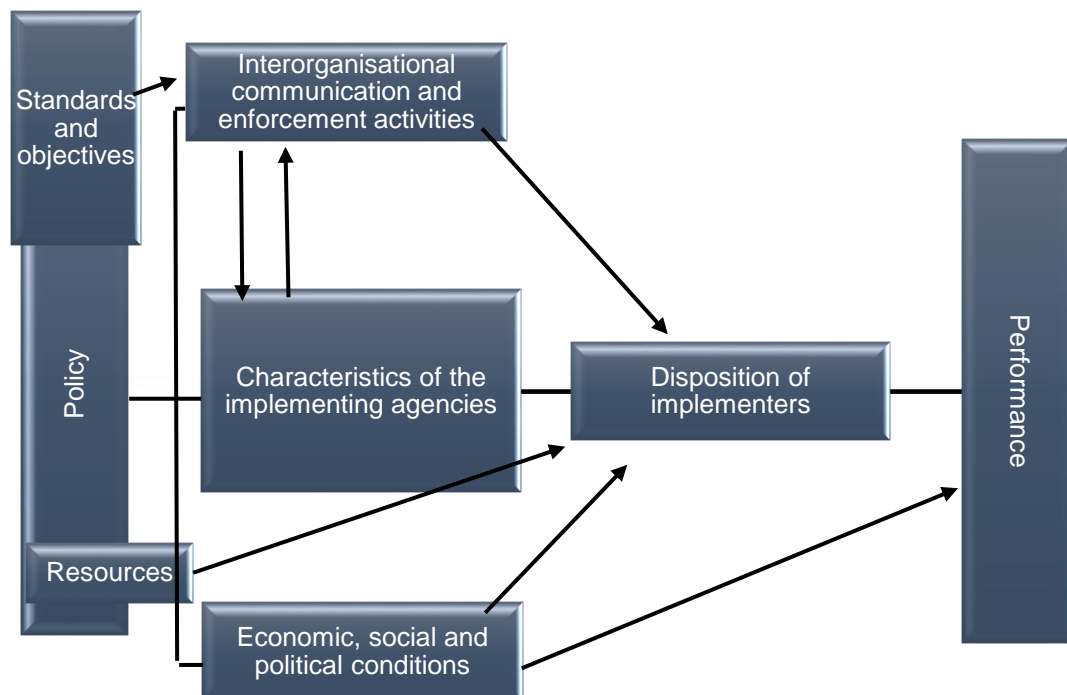 Standards
and
objectives
Interorganisational
communication and
enforcement activities
Policy
Characteristics of the
implementing agencies
Disposition of
implementers
Performance
Resources
Economic, social and
political conditions